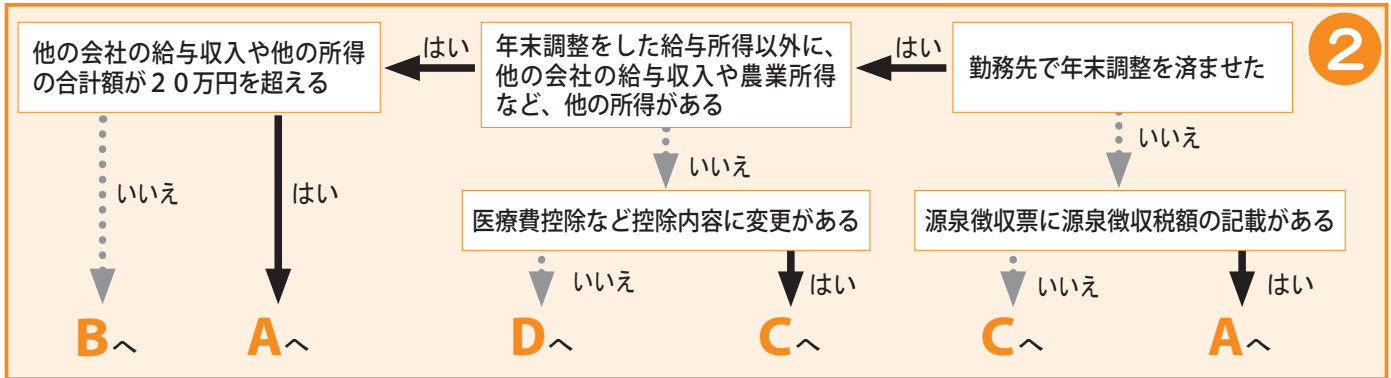 2
勤務先で年末調整を済ませた
はい
いいえ
年末調整をした給与所得以外に、
他の会社の給与収入や農業所得
など、他の所得がある
はい
いいえ
他の会社の給与収入や他の所得
の合計額が２０万円を超える
いいえ
はい
源泉徴収票に源泉徴収税額の記載がある
いいえ
はい
医療費控除など控除内容に変更がある
いいえ
はい
Bへ
Aへ
Dへ
Cへ
Cへ
Aへ